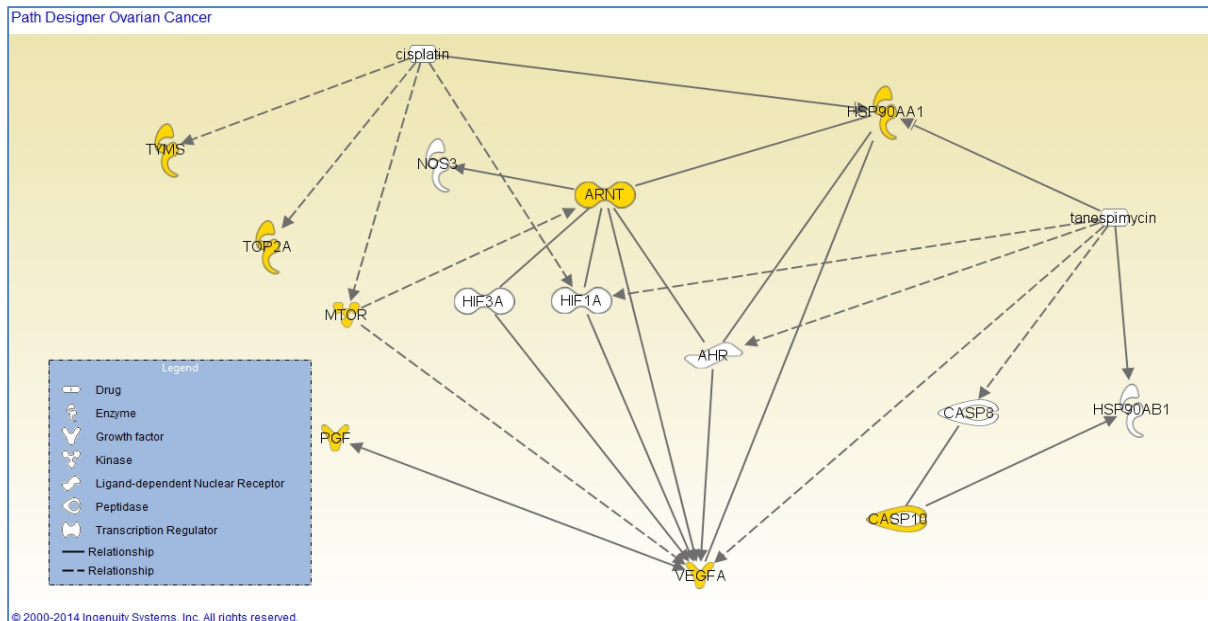 Path Designer Ovarian Cancer
cisplatin
HSP90AA1
TYMS
NOS3
ARNT
tanespimycin
TOP2A
HIF3A
HIF1A
MTOR
AHR
Legend
Drug
Enzyme
Growth factor
Kinase
Ligand-dependent Nuclear Receptor
Peptidase
Transcription Regulator
Relationship
Relationship
CASP8
HSP90AB1
PGF
CASP10
VEGFA
© 2000-2014 Ingenuity Systems, Inc. All rights reserved.